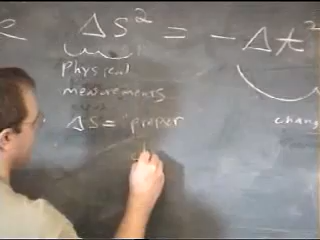 e ΔS² = -Δt²
Physical
measurements
ΔS = "proper
chang